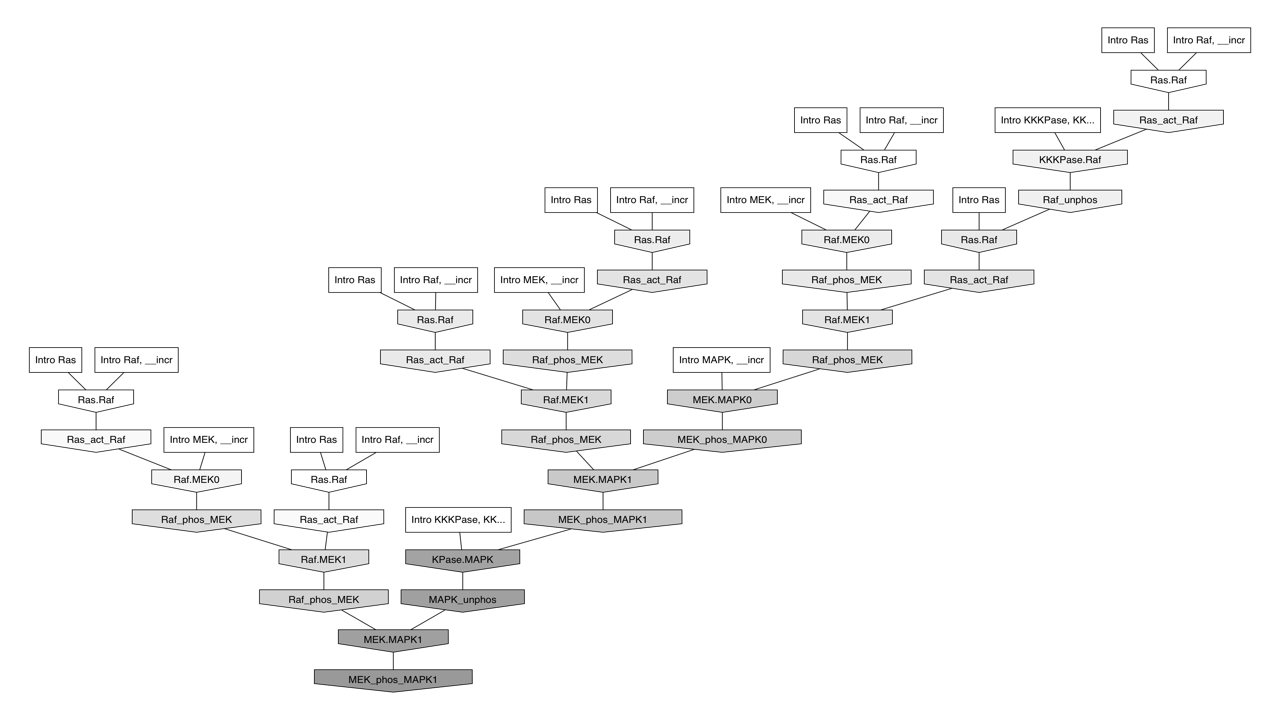 Intro Ras
Intro Raf, __incr
Ras.Raf
Intro Ras
Intro Raf, __incr
Intro KKKPase, KK...
Ras_act_Raf
Ras.Raf
KKKPase.Raf
Intro Ras
Intro Raf, __incr
Intro MEK, __incr
Ras_act_Raf
Intro Ras
Raf_unphos
Ras.Raf
Raf.MEK0
Ras.Raf
Intro Ras
Intro Raf, __incr
Intro MEK, __incr
Ras_act_Raf
Raf_phos_MEK
Ras_act_Raf
Ras.Raf
Raf.MEK0
Raf.MEK1
Intro Ras
Intro Raf, __incr
Ras_act_Raf
Raf_phos_MEK
Intro MAPK, __incr
Raf_phos_MEK
Ras.Raf
Raf.MEK1
MEK.MAPK0
Ras_act_Raf
Intro MEK, __incr
Intro Ras
Intro Raf, __incr
Raf_phos_MEK
MEK_phos_MAPK0
Raf.MEK0
Ras.Raf
MEK.MAPK1
Raf_phos_MEK
Ras_act_Raf
Intro KKKPase, KK...
MEK_phos_MAPK1
Raf.MEK1
KPase.MAPK
Raf_phos_MEK
MAPK_unphos
MEK.MAPK1
MEK_phos_MAPK1